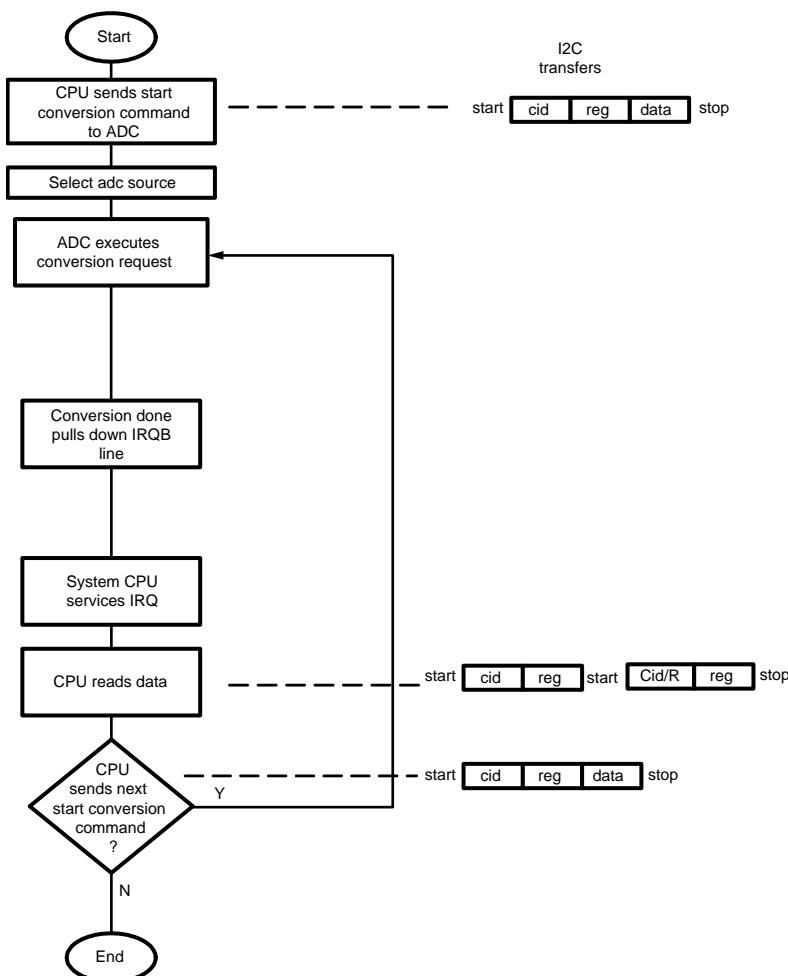 Start
I2C
transfers
CPU sends start
conversion command
to ADC
start cid reg data stop
Select adc source
ADC executes
conversion request
Conversion done
pulls down IRQB
line
System CPU
services IRQ
CPU reads data
start cid reg start Cid/R reg stop
CPU
sends next
start conversion
command
?
start cid reg data stop
Y
N
End